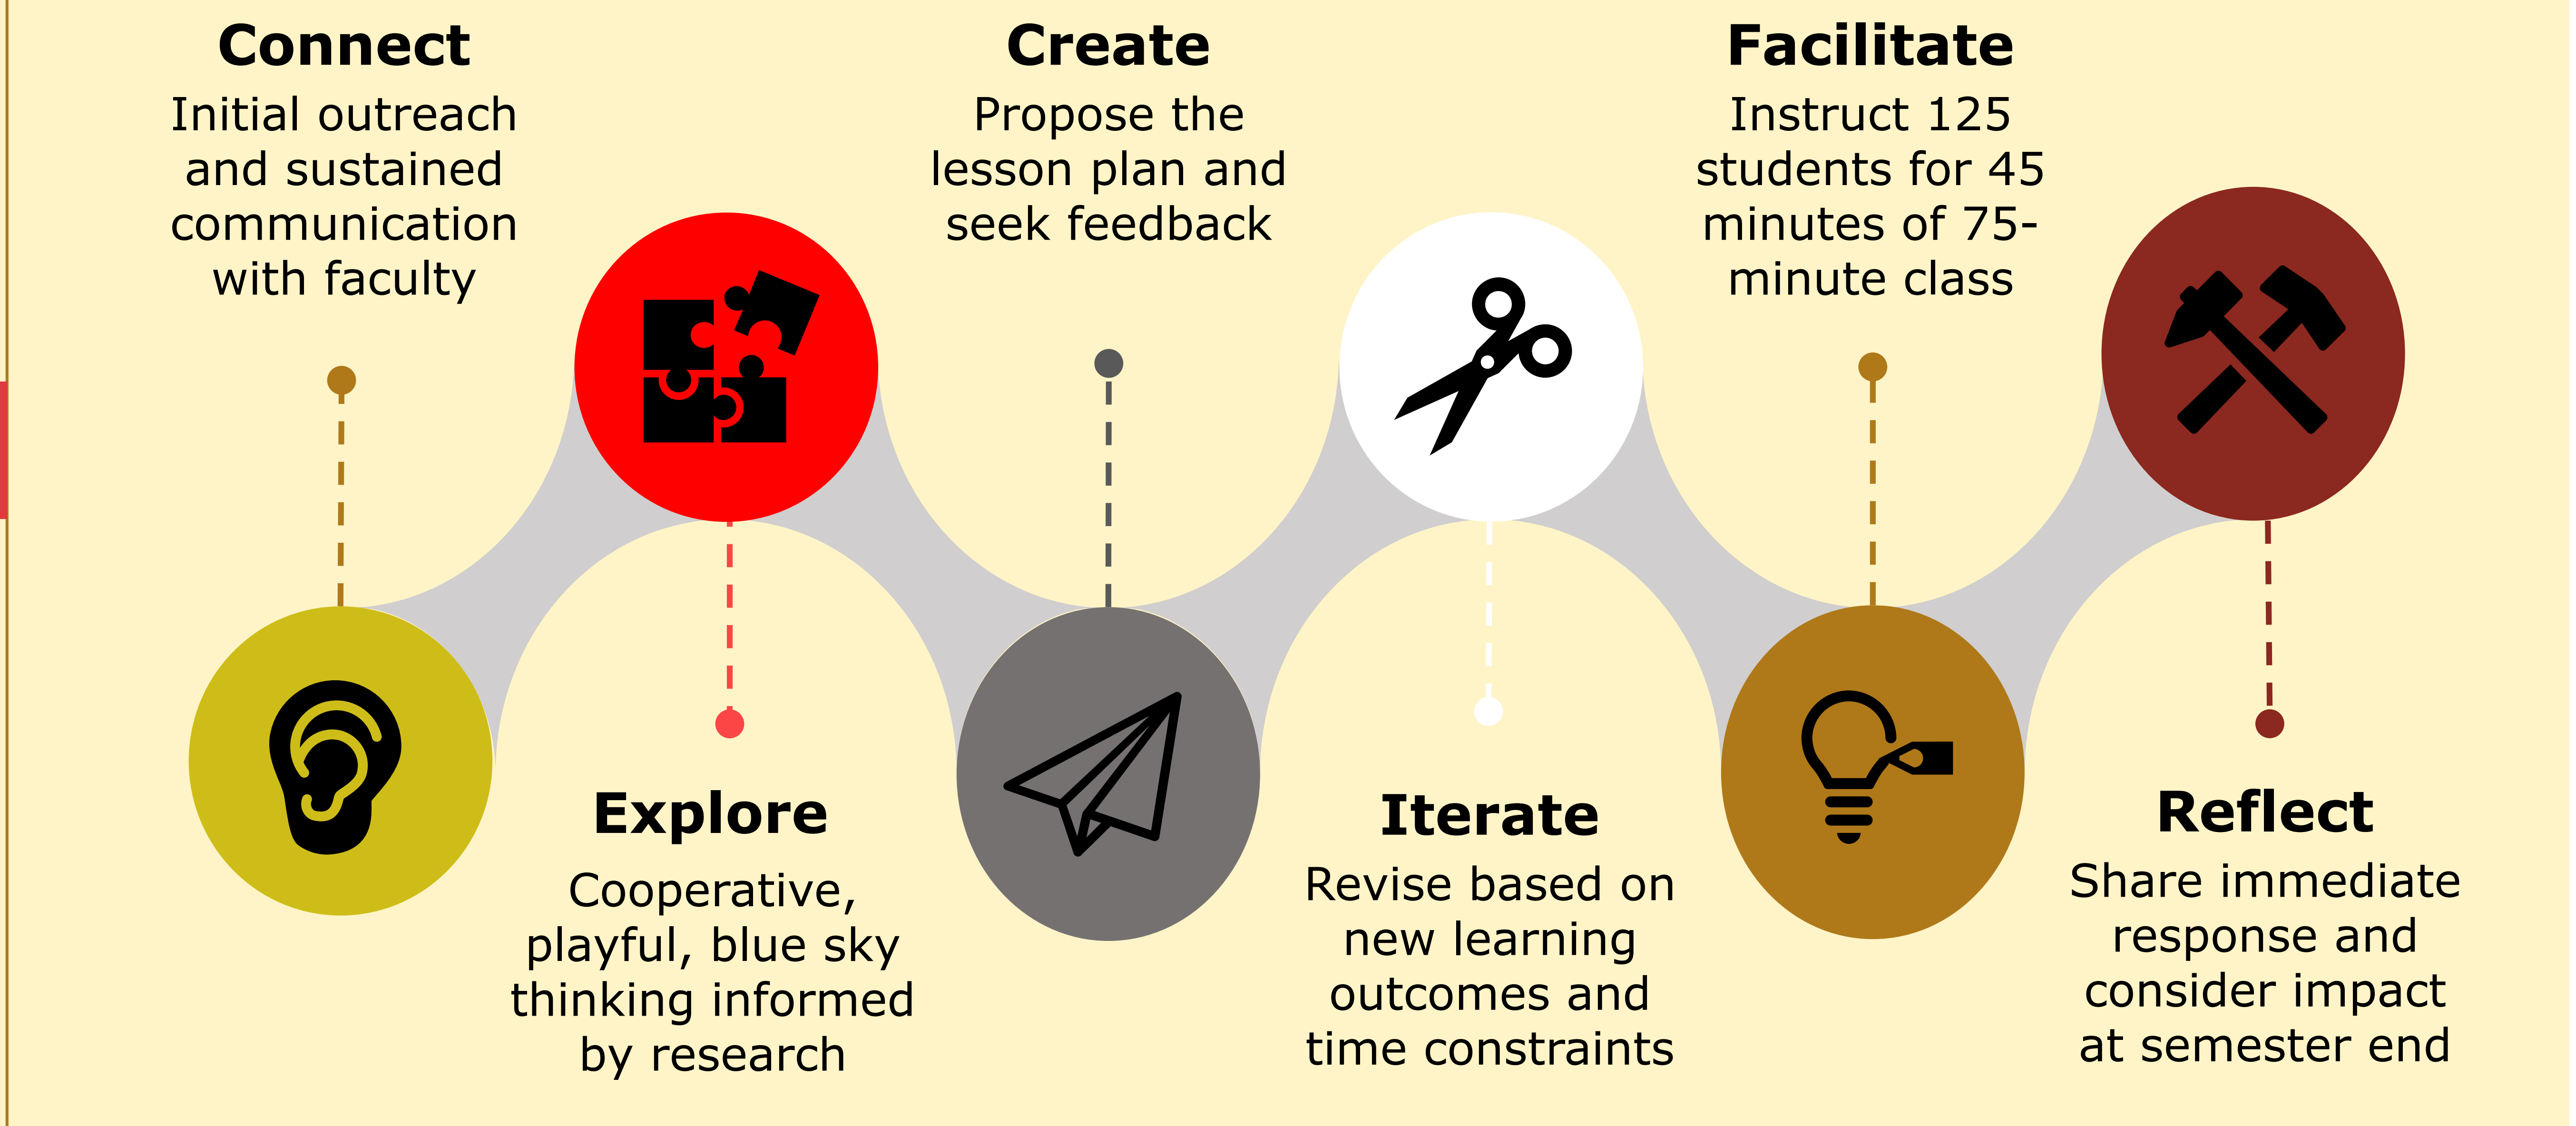 Connect
Initial outreach
and sustained
communication
with faculty
Explore
Cooperative,
playful, blue sky
thinking informed
by research
Create
Propose the
lesson plan and
seek feedback
Iterate
Revise based on
new learning
outcomes and
time constraints
Facilitate
Instruct 125
students for 45
minutes of 75-
minute class
Reflect
Share immediate
response and
consider impact
at semester end